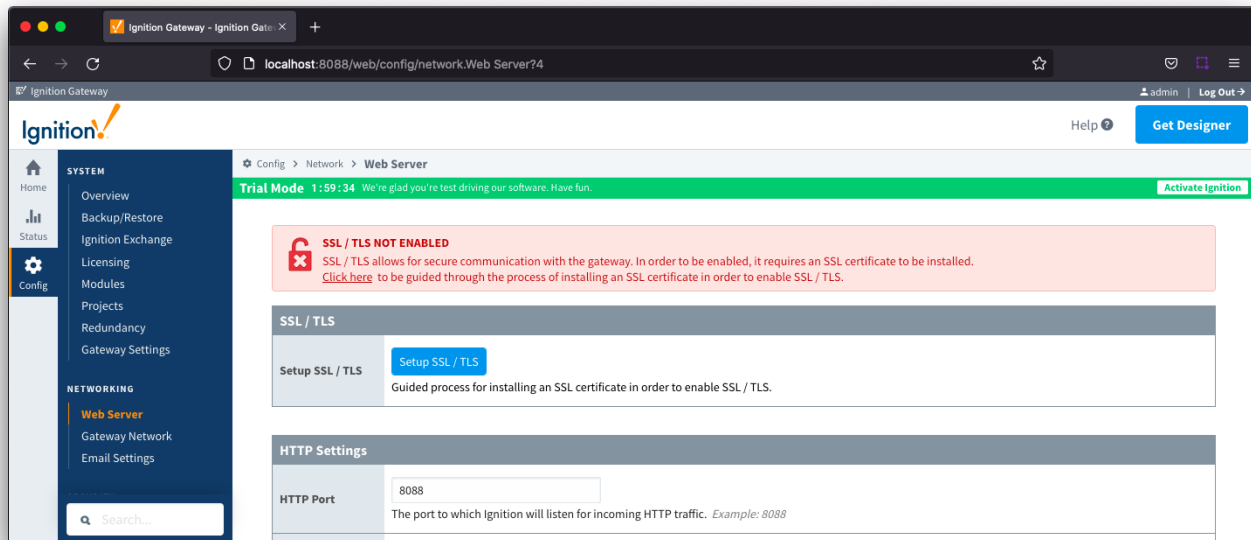 Ignition Gateway - Ignition Gate
localhost:8088/web/config/network.Web Server?4
Ignition Gateway
admin | Log Out
Ignition!
Help
Get Designer
Home
Status
Config
SYSTEM
Overview
Backup/Restore
Ignition Exchange
Licensing
Modules
Projects
Redundancy
Gateway Settings
NETWORKING
Web Server
Gateway Network
Email Settings
Search...
Config > Network > Web Server
Trial Mode 1:59:34 We're glad you're test driving our software. Have fun.
Activate Ignition
SSL / TLS NOT ENABLED
SSL / TLS allows for secure communication with the gateway. In order to be enabled, it requires an SSL certificate to be installed.
Click here to be guided through the process of installing an SSL certificate in order to enable SSL / TLS.
SSL / TLS
Setup SSL / TLS
Setup SSL / TLS
Guided process for installing an SSL certificate in order to enable SSL / TLS.
HTTP Settings
HTTP Port
8088
The port to which Ignition will listen for incoming HTTP traffic. Example: 8088